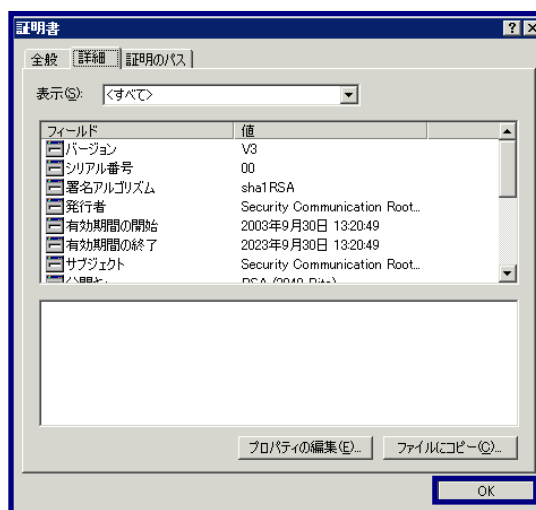 証明書
全般 詳細 証明のパス
表示(S): <すべて>
フィールド 値
バージョン V3
シリアル番号 00
署名アルゴリズム sha1RSA
発行者 Security Communication Root...
有効期間の開始 2003年9月30日 13:20:49
有効期間の終了 2023年9月30日 13:20:49
サブジェクト Security Communication Root...
RSA (2048 Bits)
プロパティの編集(E)... ファイルにコピー(C)...
OK